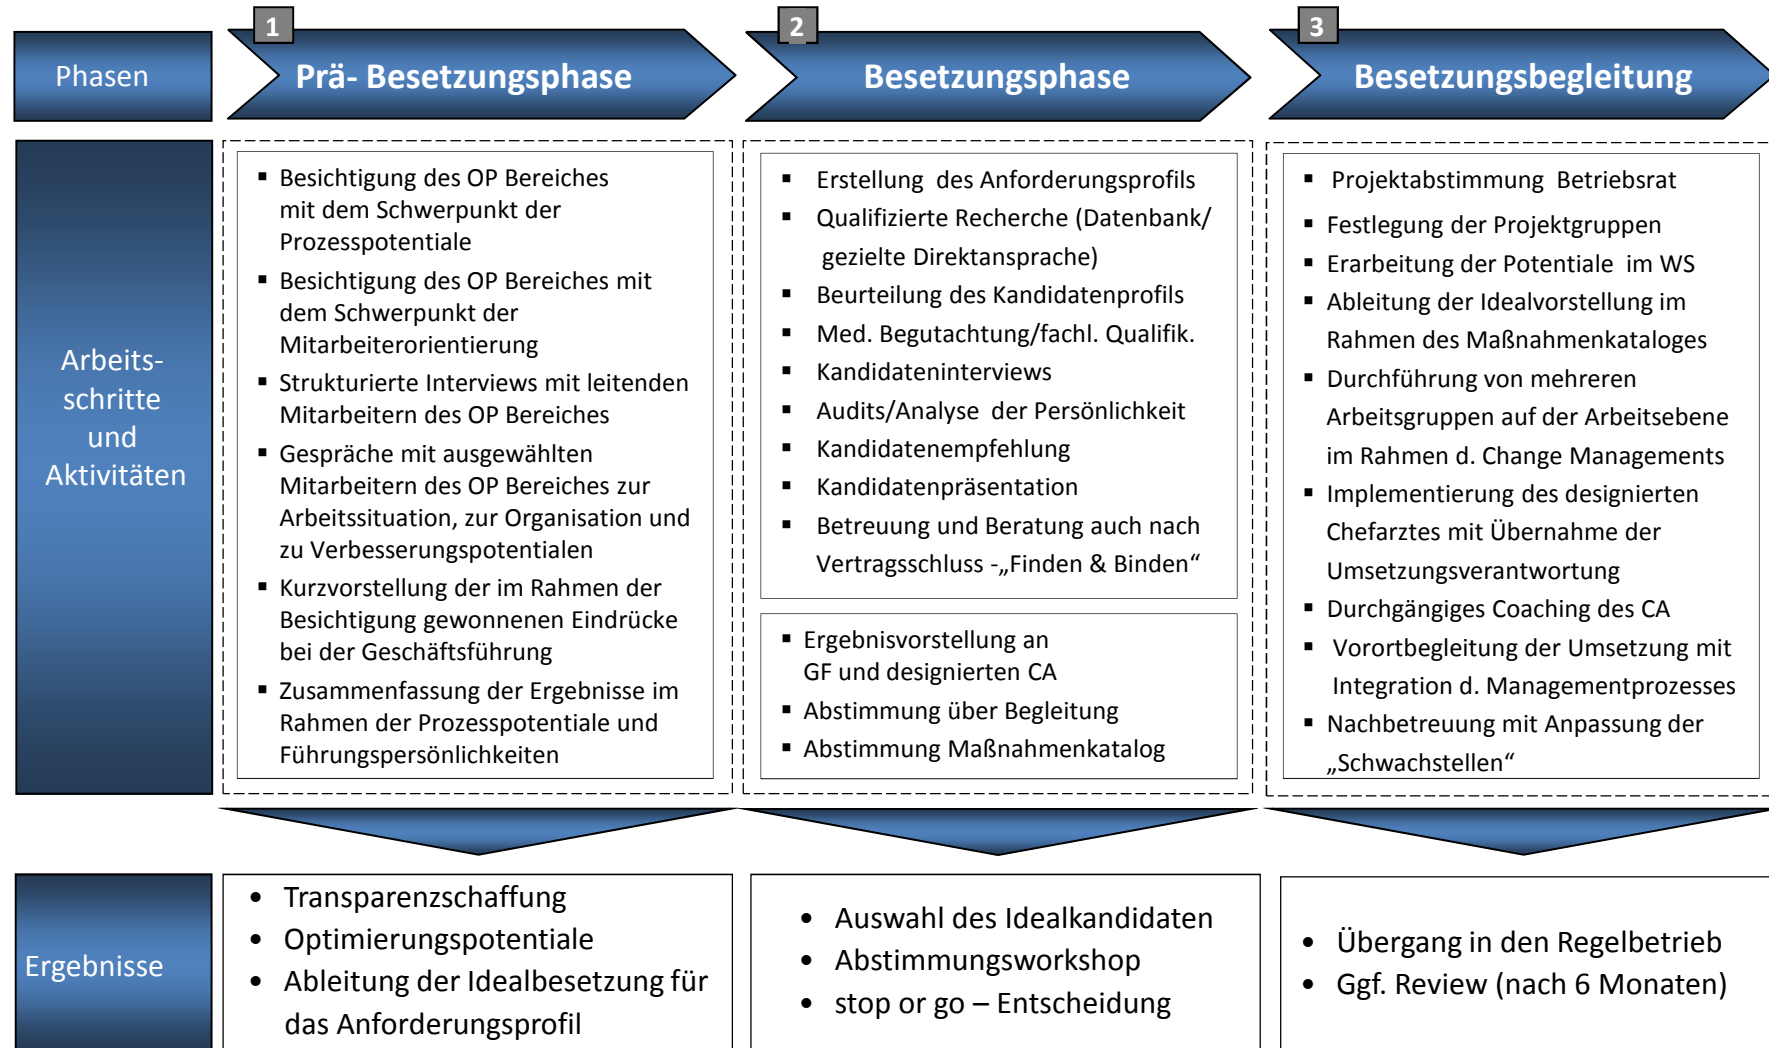 Phasen
1
Prä- Besetzungsphase
2
Besetzungsphase
3
Besetzungsbegleitung
Arbeits-
schritte
und
Aktivitäten
▪ Besichtigung des OP Bereiches
mit dem Schwerpunkt der
Prozesspotentiale
▪ Besichtigung des OP Bereiches mit
dem Schwerpunkt der
Mitarbeiterorientierung
▪ Strukturierte Interviews mit leitenden
Mitarbeitern des OP Bereiches
▪ Gespräche mit ausgewählten
Mitarbeitern des OP Bereiches zur
Arbeitssituation, zur Organisation und
zu Verbesserungspotentialen
▪ Kurzvorstellung der im Rahmen der
Besichtigung gewonnenen Eindrücke
bei der Geschäftsführung
▪ Zusammenfassung der Ergebnisse im
Rahmen der Prozesspotentiale und
Führungspersönlichkeiten
▪ Erstellung des Anforderungsprofils
▪ Qualifizierte Recherche (Datenbank/
gezielte Direktansprache)
▪ Beurteilung des Kandidatenprofils
▪ Med. Begutachtung/fachl. Qualifik.
▪ Kandidateninterviews
▪ Audits/Analyse der Persönlichkeit
▪ Kandidatenempfehlung
▪ Kandidatenpräsentation
▪ Betreuung und Beratung auch nach
Vertragsschluss -„Finden & Binden“
▪ Ergebnisvorstellung an
GF und designierten CA
▪ Abstimmung über Begleitung
▪ Abstimmung Maßnahmenkatalog
▪ Projektabstimmung Betriebsrat
▪ Festlegung der Projektgruppen
▪ Erarbeitung der Potentiale im WS
▪ Ableitung der Idealvorstellung im
Rahmen des Maßnahmenkataloges
▪ Durchführung von mehreren
Arbeitsgruppen auf der Arbeitsebene
im Rahmen d. Change Managements
▪ Implementierung des designierten
Chefarztes mit Übernahme der
Umsetzungsverantwortung
▪ Durchgängiges Coaching des CA
▪ Vorortbegleitung der Umsetzung mit
Integration d. Managementprozesses
▪ Nachbetreuung mit Anpassung der
„Schwachstellen“
Ergebnisse
• Transparenzschaffung
• Optimierungspotentiale
• Ableitung der Idealbesetzung für
das Anforderungsprofil
• Auswahl des Idealkandidaten
• Abstimmungsworkshop
• stop or go – Entscheidung
• Übergang in den Regelbetrieb
• Ggf. Review (nach 6 Monaten)